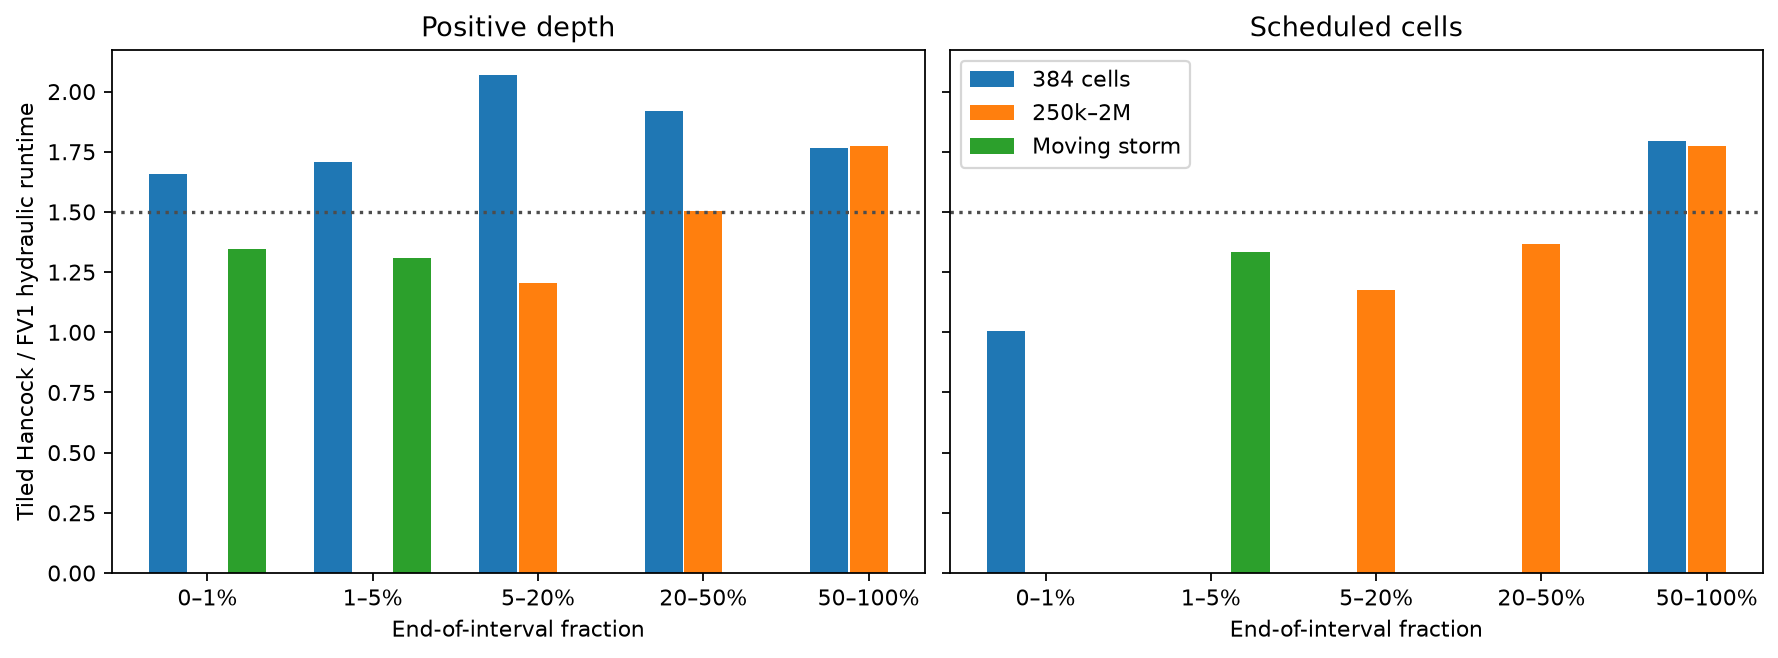 Positive depth
Scheduled cells
Tiled Hancock / FV1 hydraulic runtime
2.00
1.75
1.50
1.25
1.00
0.75
0.50
0.25
0.00
384 cells
250k–2M
Moving storm
0–1%
1–5%
5–20%
20–50%
50–100%
0–1%
1–5%
5–20%
20–50%
50–100%
End-of-interval fraction
End-of-interval fraction